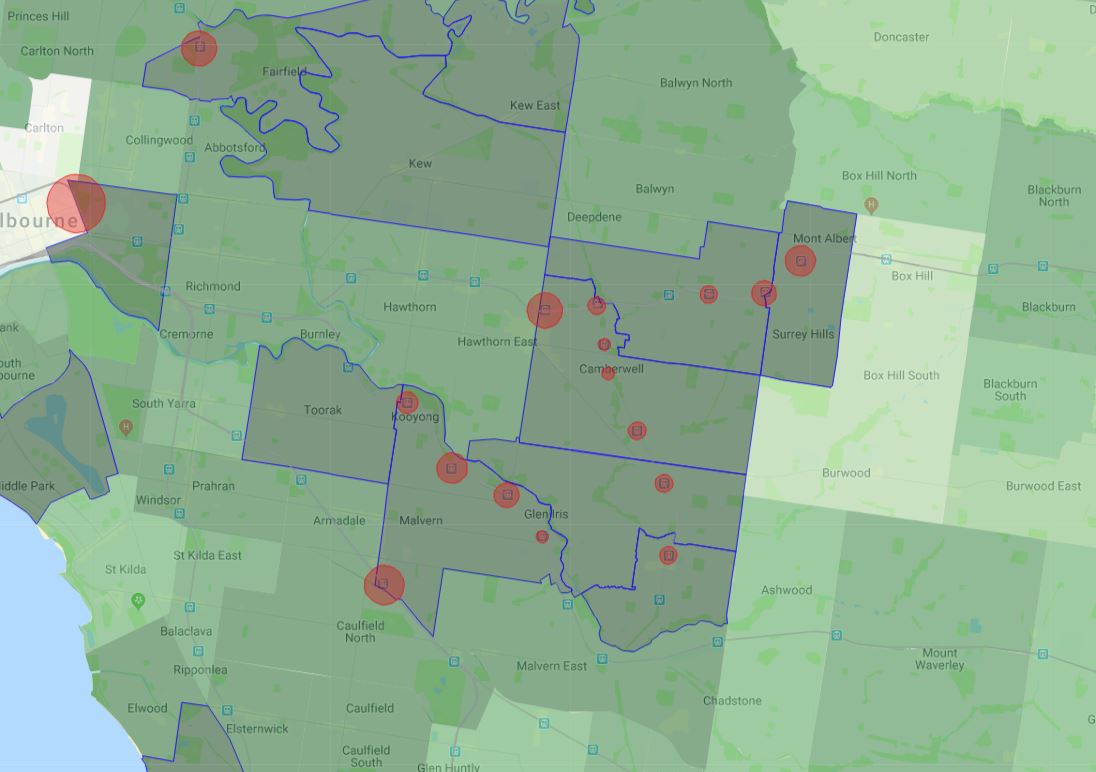 Princes Hill
Doncaster
Carlton North
Fairfield
Balwyn North
Kew East
Carlton
Collingwood
Abbotsford
Kew
Box Hill North
Balwyn
Blackburn
North
Deepdene
lbourne
Mont Albert
Box Hill
Richmond
Hawthorn
Blackburn
Cremorne
Burnley
Surrey Hills
ank
Hawthorn East
outh
bourne
Camberwell
Box Hill South
Blackburn
South
South Yarra
Toorak
Kooyong
H
H
Burwood
iddle Park
Prahran
Burwood East
Windsor
Armadale
Malvern
Glen Iris
St Kilda East
St Kilda
Ashwood
Balaclava
Caulfield
North
Ripponlea
Malvern East
Mount
Waverley
Chadstone
Elwood
Caulfield
Elsternwick
G
Caulfield
South
Glen Huntly